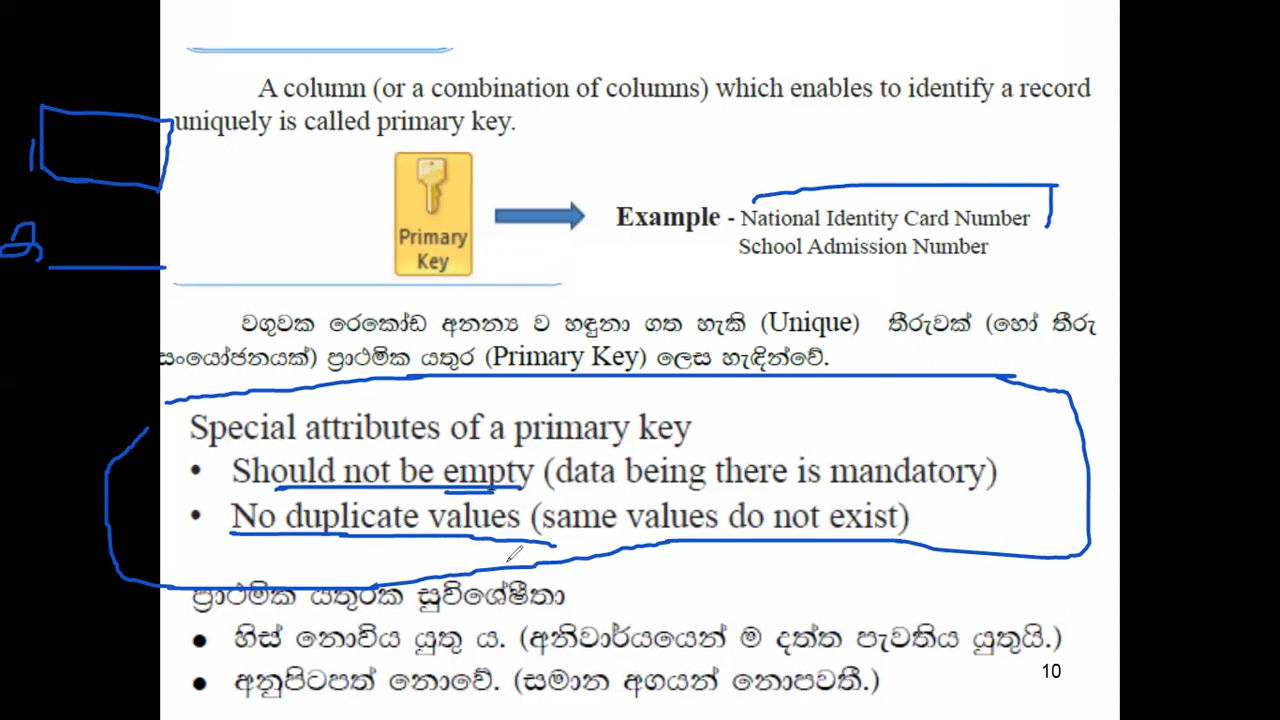 A column (or a combination of columns) which enables to identify a record
uniquely is called primary key.
Primary
Key
Example - National Identity Card Number
School Admission Number
වගුවක රෙකෝඩ අනන්‍ය ව හඳුනා ගත හැකි (Unique) තීරුවක් (හෝ තීරු
සංයෝජනයක්) ප්‍රාථමික යතුර (Primary Key) ලෙස හැඳින්වේ.
Special attributes of a primary key
• Should not be empty (data being there is mandatory)
• No duplicate values (same values do not exist)
ප්‍රාථමික යතුරක සුවිශේෂීතා
● හිස් නොවිය යුතු ය. (අනිවාර්යයෙන් ම දත්ත පැවතිය යුතුයි.)
● අනුපිටපත් නොවේ. (සමාන අගයන් නොපවතී.)
10